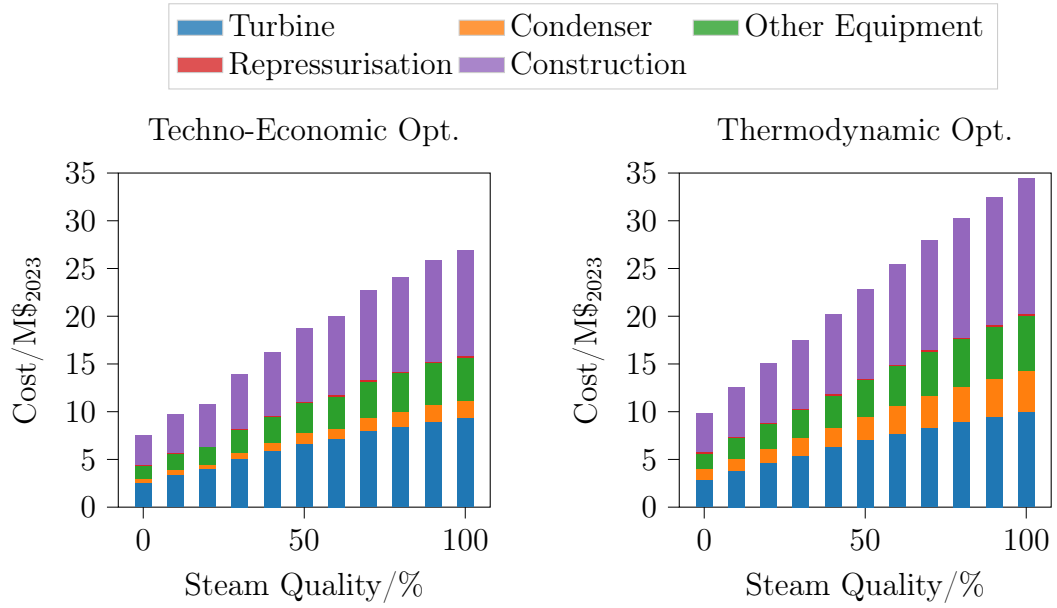 Turbine
Condenser
Other Equipment
Repressurisation
Construction
Techno-Economic Opt.
35
30
25
20
15
10
5
0
Cost/M$2023
0
50
100
Steam Quality/%
Thermodynamic Opt.
35
30
25
20
15
10
5
0
Cost/M$2023
0
50
100
Steam Quality/%